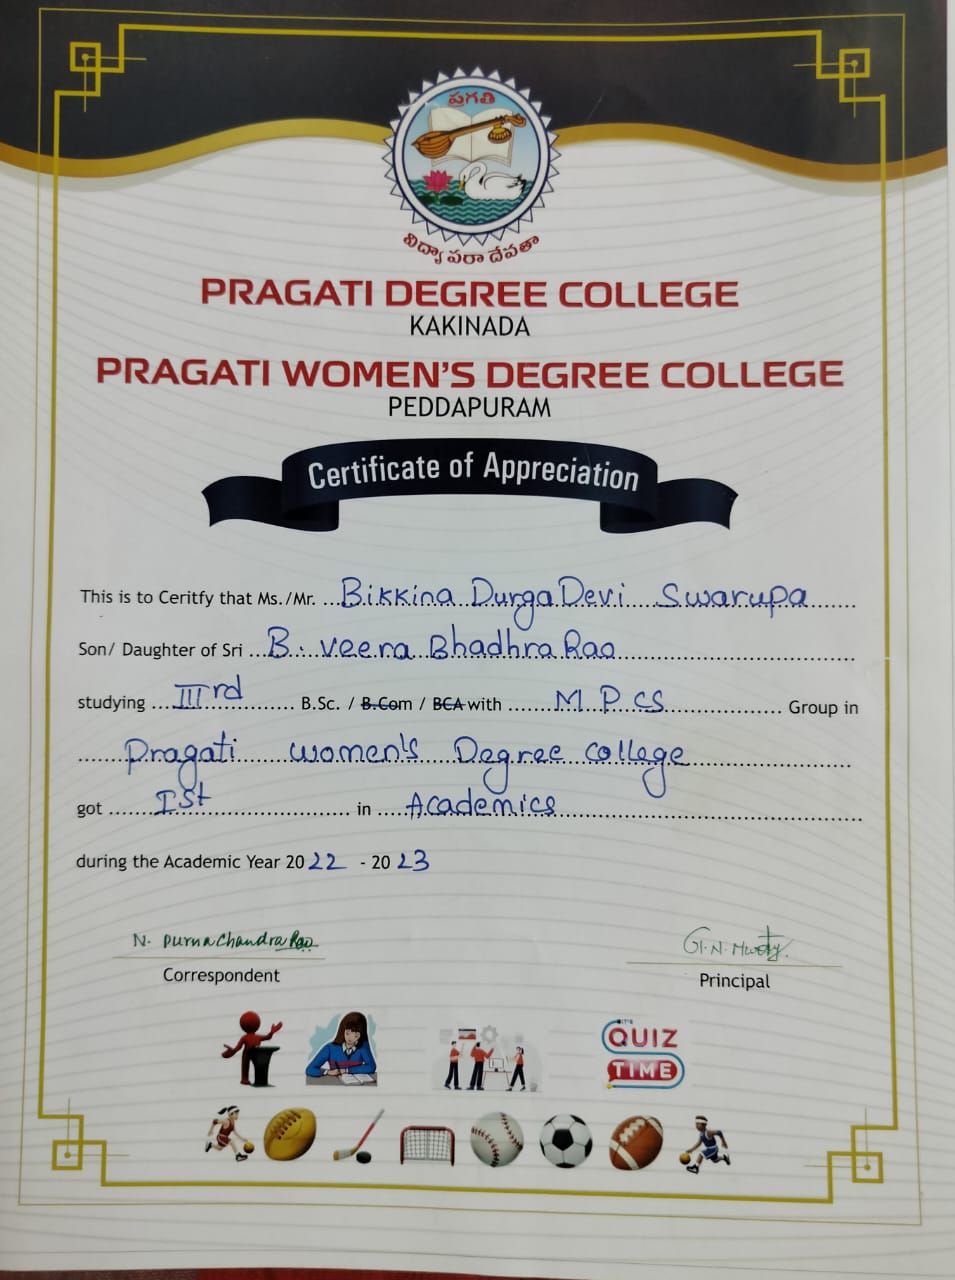 ప్రగతి
విద్యా పరా దేవతా
PRAGATI DEGREE COLLEGE
KAKINADA
PRAGATI WOMEN'S DEGREE COLLEGE
PEDDAPURAM
Certificate of Appreciation
This is to Ceritfy that Ms./Mr. ... Bikkina Durga Devi Swarupa
Son/ Daughter of Sri ... B. Veera Bhadhra Rao
studying ... IIIrd ... B.Sc. / B.Com / BCA with ... M.P.CS ... Group in
... Pragati women's Degree college
got ... Ist ... in ... Academics
during the Academic Year 2022 - 2023
N. Purna Chandra Rao
Correspondent
G.N. Murthy.
Principal
IT'S
QUIZ
TIME